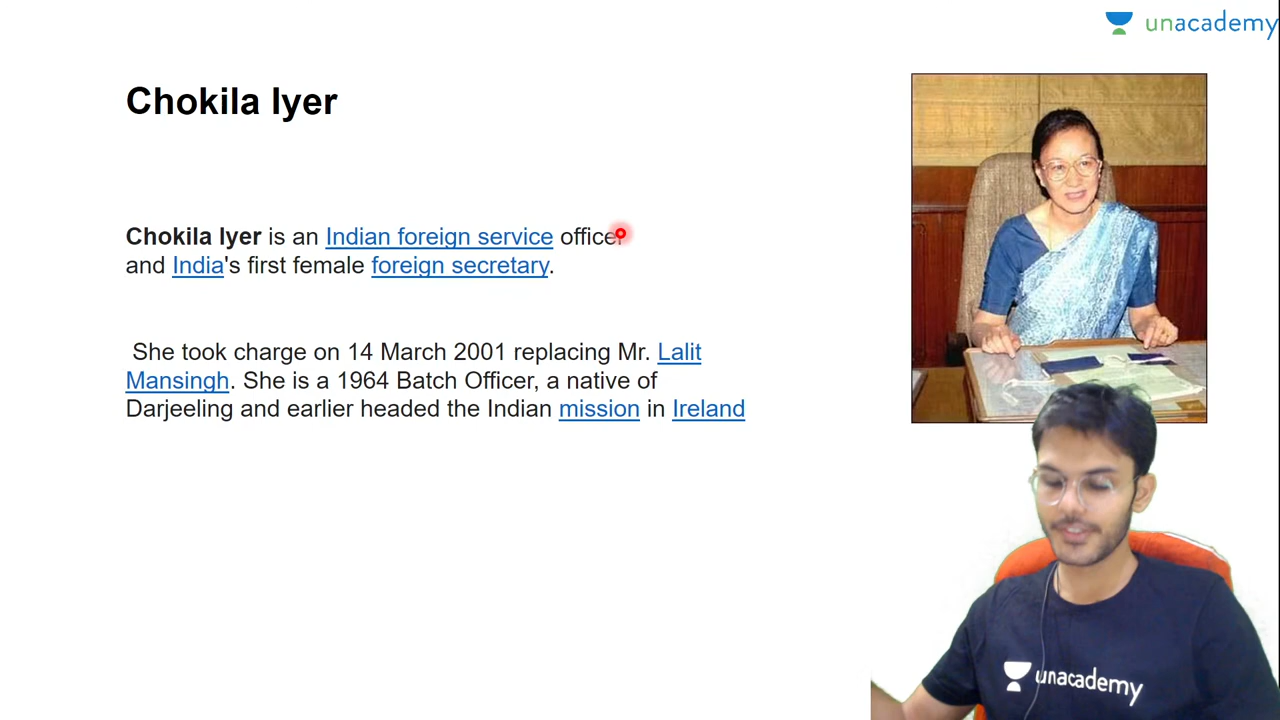 unacademy
Chokila Iyer
Chokila Iyer is an Indian foreign service officer
and India's first female foreign secretary.
She took charge on 14 March 2001 replacing Mr. Lalit
Mansingh. She is a 1964 Batch Officer, a native of
Darjeeling and earlier headed the Indian mission in Ireland
unacademy